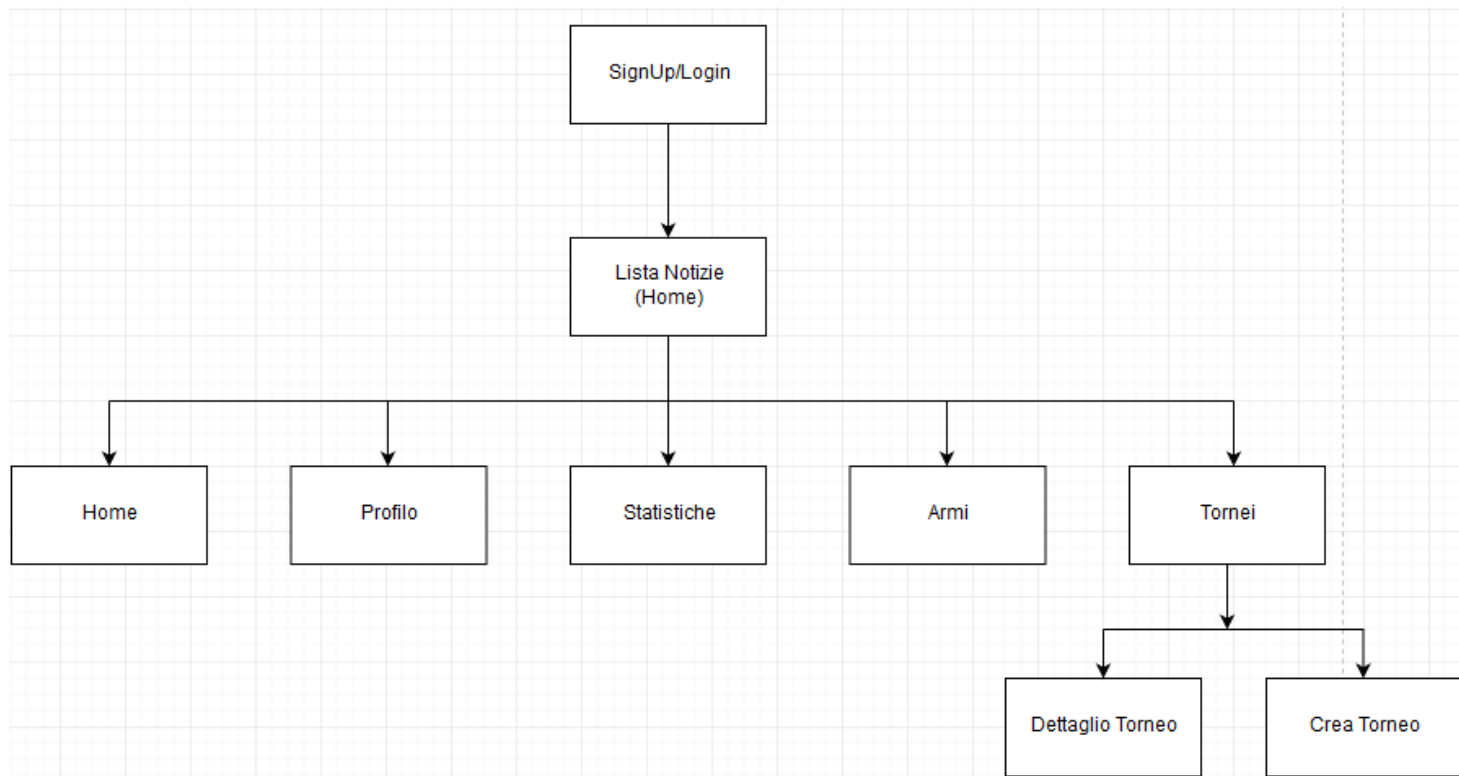 SignUp/Login
Lista Notizie
(Home)
Home
Profilo
Statistiche
Armi
Tornei
Dettaglio Torneo
Crea Torneo